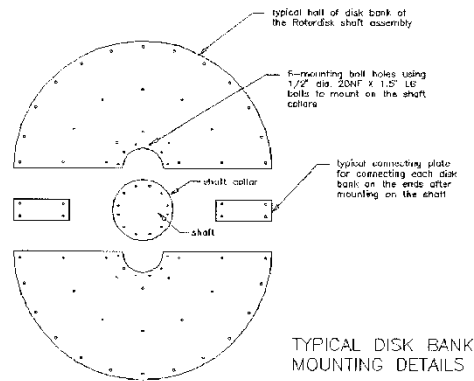 typical half of disk bank of
the Rotordisk shaft assembly
6-mounting bolt holes using
1/2" dia. 20NF X 1.5" LG
bolts to mount on the shaft
collars
typical connecting plate
for connecting each disk
bank on the ends after
mounting on the shaft
shaft collar
shaft
TYPICAL DISK BANK
MOUNTING DETAILS